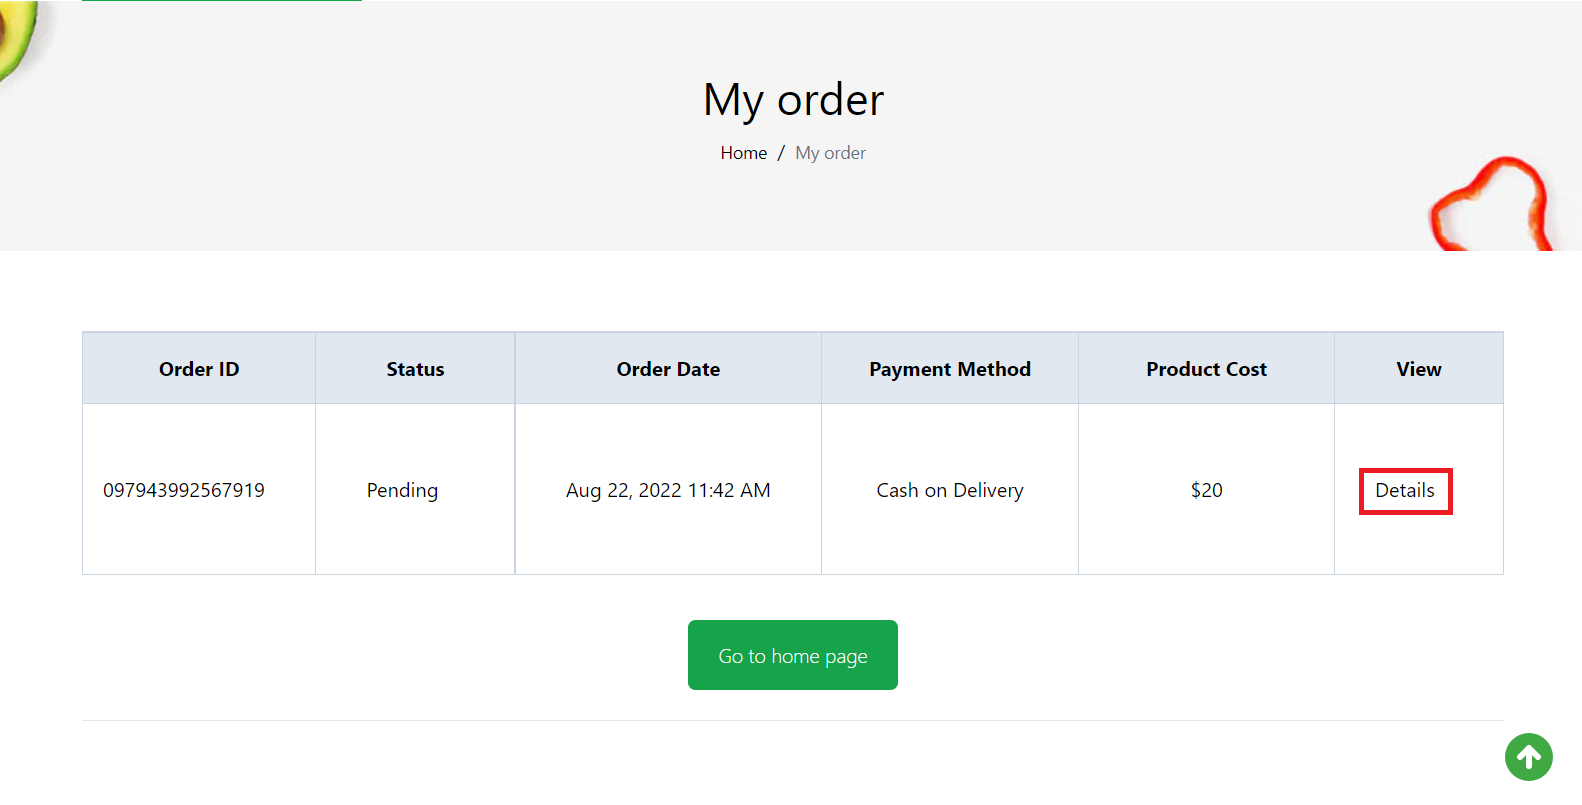 My order
Home / My order
Order ID Status Order Date Payment Method Product Cost View
097943992567919 Pending Aug 22, 2022 11:42 AM Cash on Delivery $20 Details
Go to home page